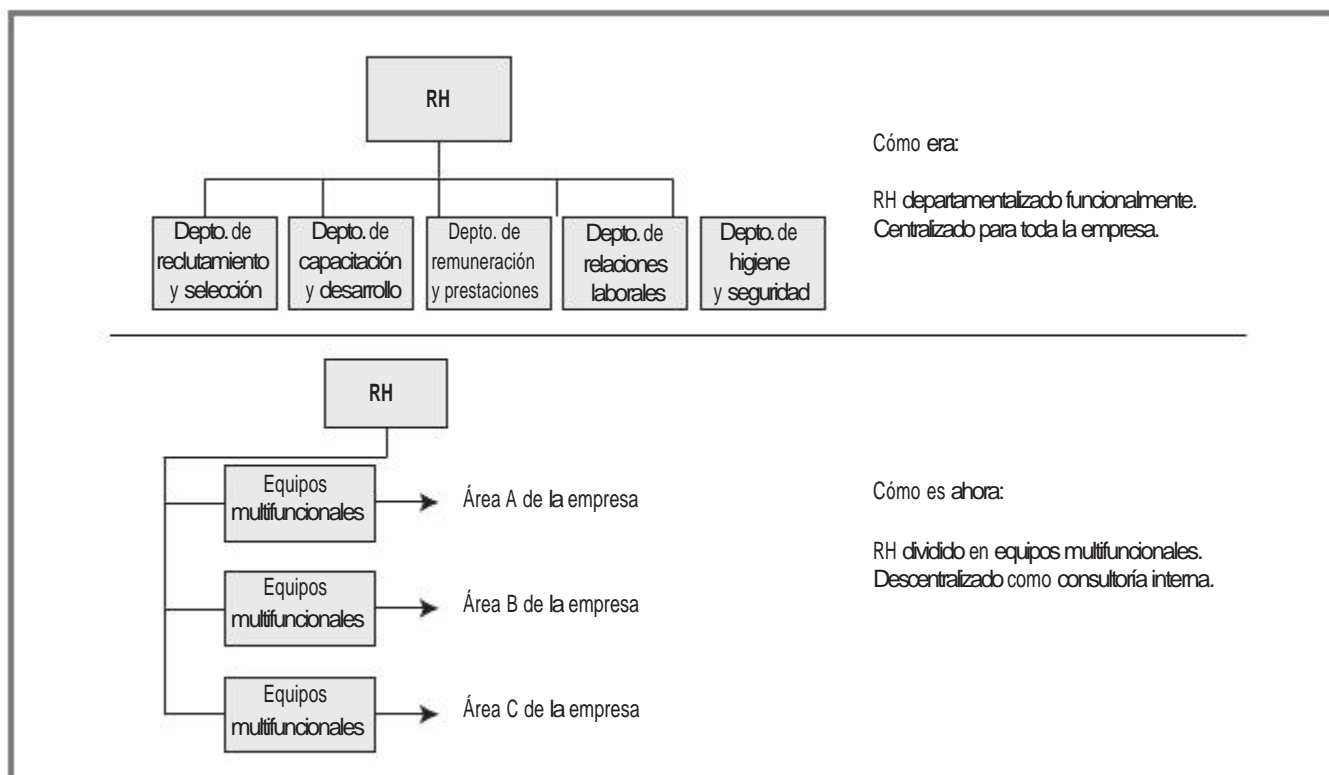 RH
Depto. de
reclutamiento
y selección
Depto. de
capacitación
y desarrollo
Depto. de
remuneración
y prestaciones
Depto. de
relaciones
laborales
Depto. de
higiene
y seguridad
Cómo era:
RH departamentalizado funcionalmente.
Centralizado para toda la empresa.
RH
Equipos
multifuncionales
Área A de la empresa
Equipos
multifuncionales
Área B de la empresa
Equipos
multifuncionales
Área C de la empresa
Cómo es ahora:
RH dividido en equipos multifuncionales.
Descentralizado como consultoría interna.